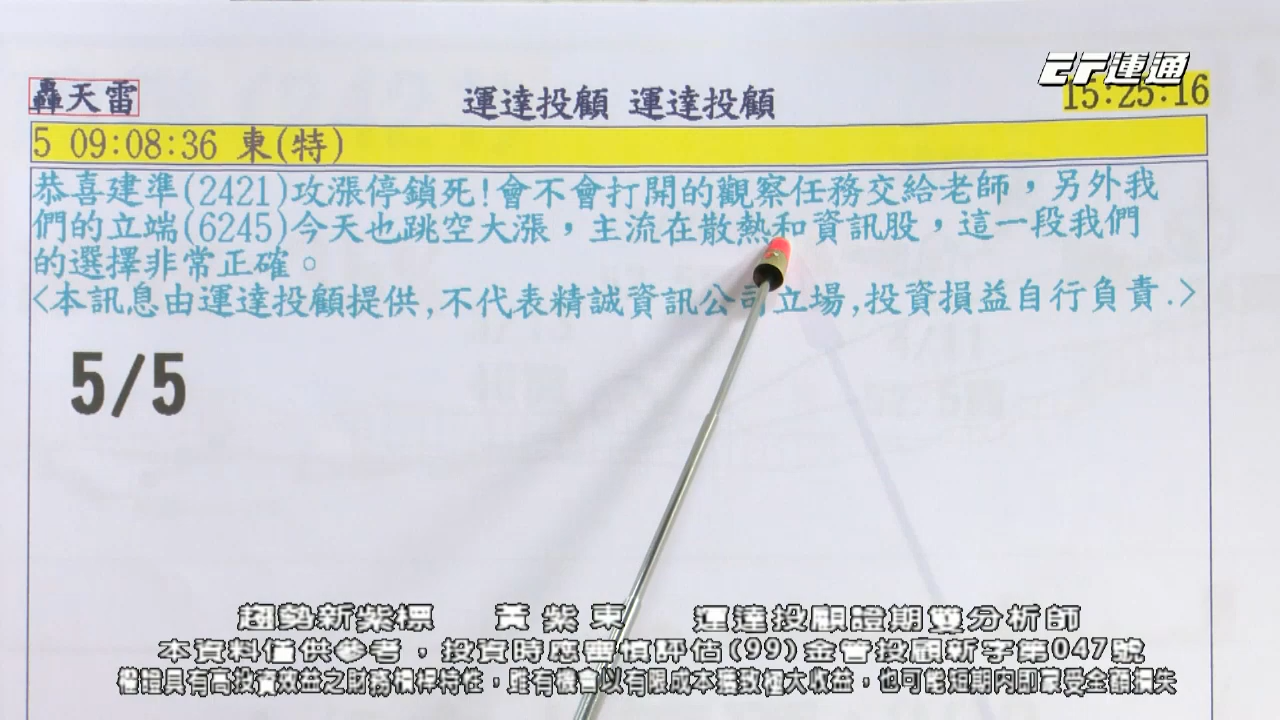 EFT運通
轟天雷
運達投顧 運達投顧
15:25:16
5 09:08:36 東(特)
恭喜建準(2421)攻漲停鎖死!會不會打開的觀察任務交給老師，另外我
們的立端(6245)今天也跳空大漲，主流在散熱和資訊股，這一段我們
的選擇非常正確。
<本訊息由運達投顧提供,不代表精誠資訊公司立場,投資損益自行負責.>
5/5
趨勢新紫標 黃紫東 運達投顧證期雙分析師
本資料僅供參考，投資時應審慎評估(99)金管投顧新字第047號
權證具有高投資效益之財務槓桿特性，雖有機會以有限成本獲致極大收益，也可能短期內即蒙受全額損失